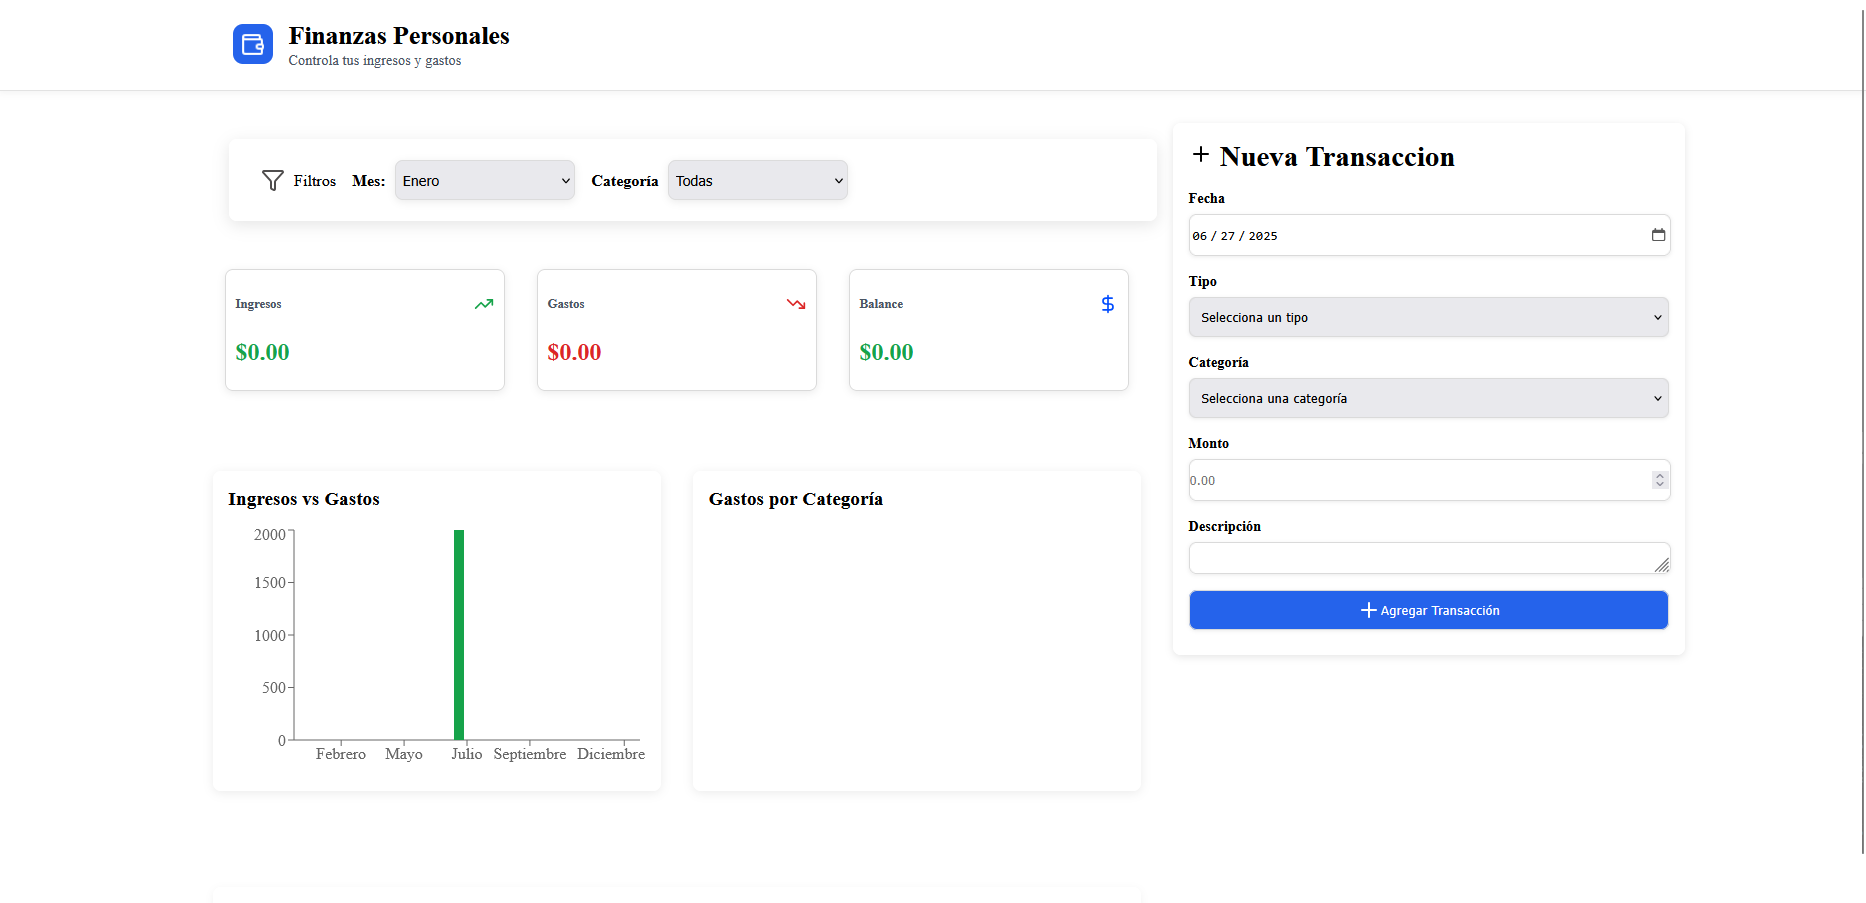 Finanzas Personales
Controla tus ingresos y gastos
Filtros Mes: Enero Categoría Todas
Ingresos
$0.00
Gastos
$0.00
Balance
$0.00
Ingresos vs Gastos
2000
1500
1000
500
0
Febrero Mayo Julio Septiembre Diciembre
Gastos por Categoría
Nueva Transaccion
Fecha
06 / 27 / 2025
Tipo
Selecciona un tipo
Categoría
Selecciona una categoría
Monto
0.00
Descripción
Agregar Transacción